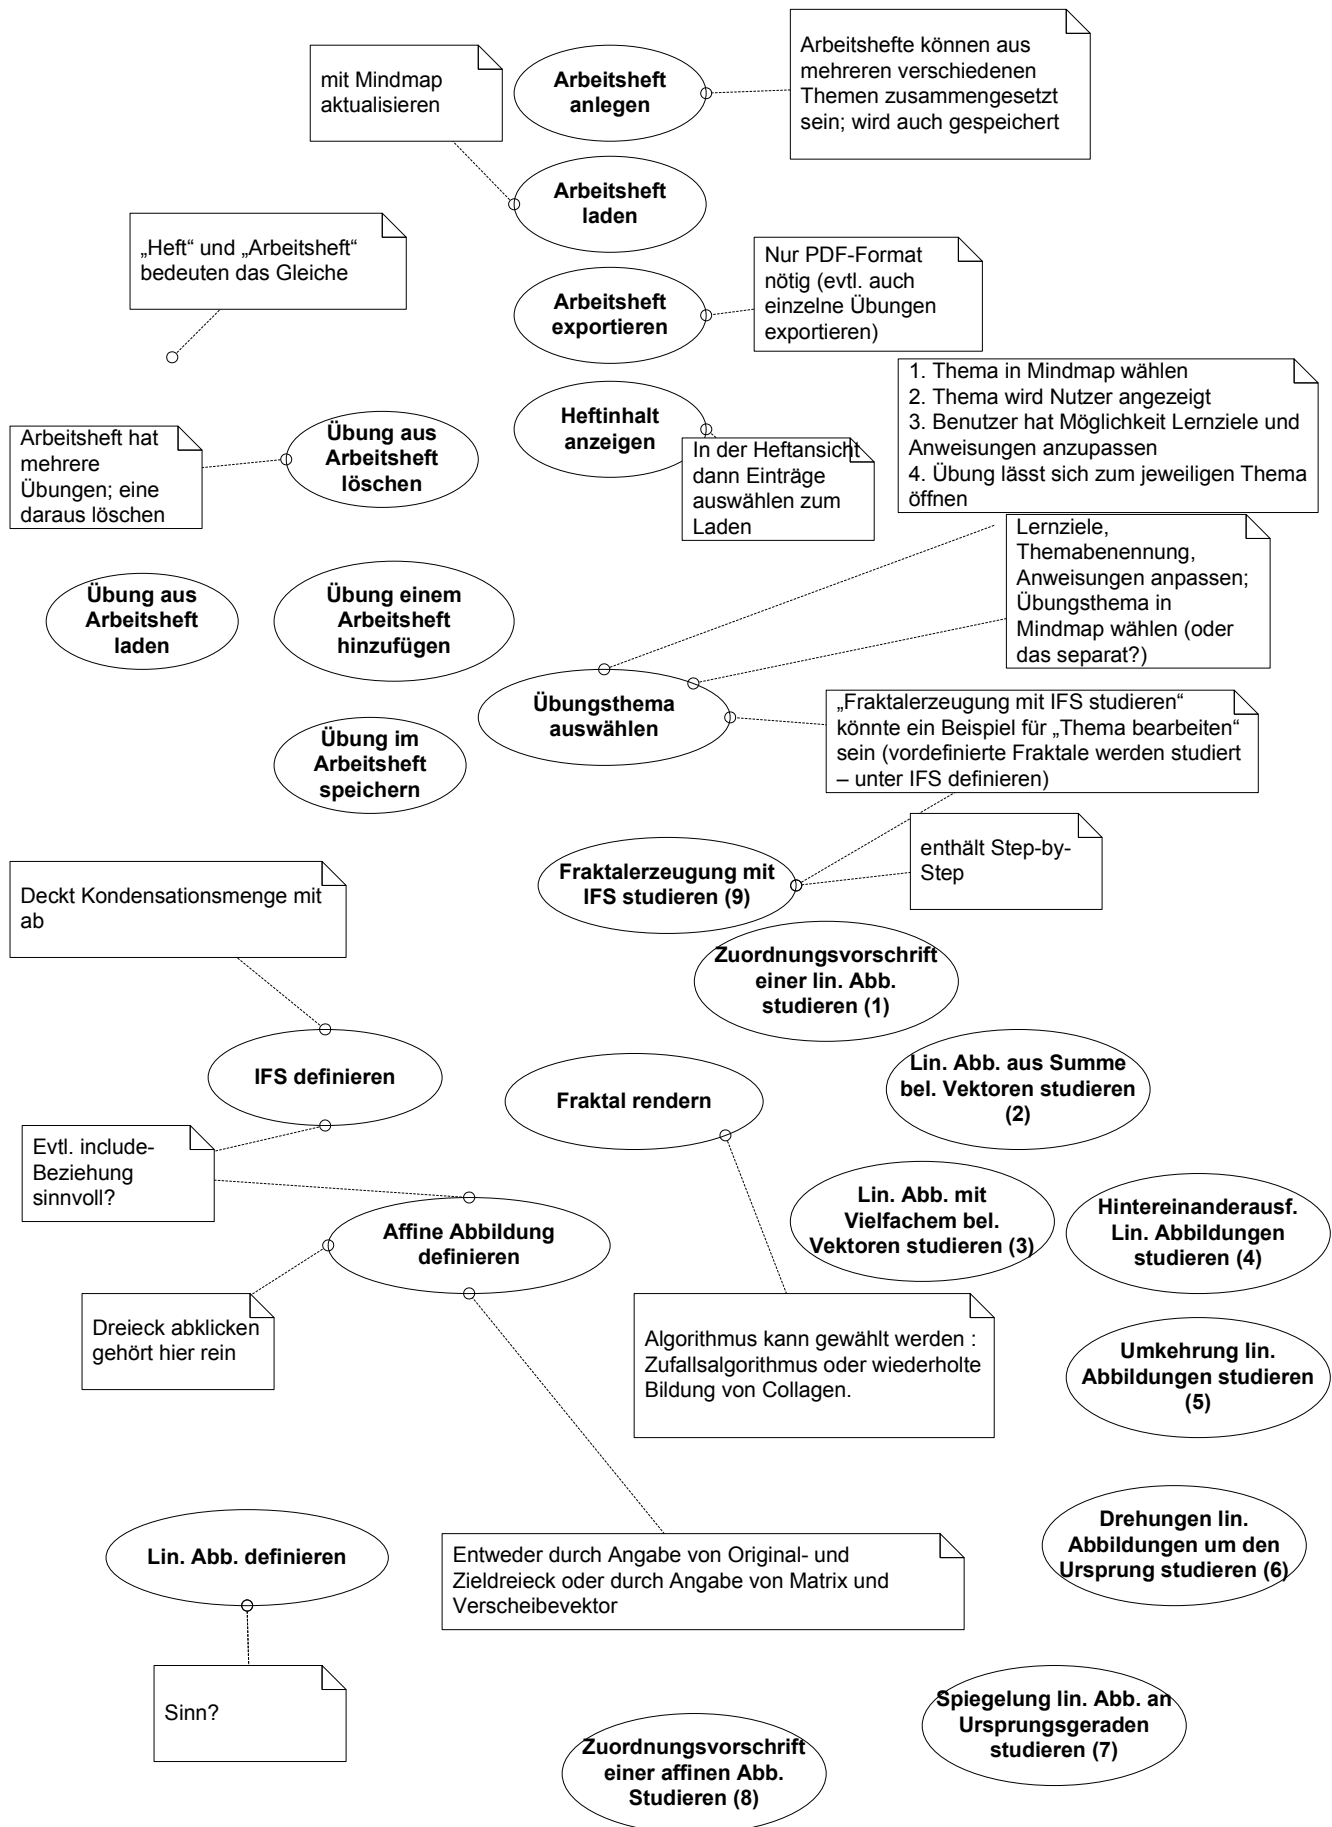 Arbeitshefte können aus
mehreren verschiedenen
Themen zusammengesetzt
sein; wird auch gespeichert
mit Mindmap
aktualisieren
Arbeitsheft
anlegen
Arbeitsheft
laden
„Heft“ und „Arbeitsheft“
bedeuten das Gleiche
Nur PDF-Format
nötig (evtl. auch
einzelne Übungen
exportieren)
Arbeitsheft
exportieren
1. Thema in Mindmap wählen
2. Thema wird Nutzer angezeigt
3. Benutzer hat Möglichkeit Lernziele und
Anweisungen anzupassen
4. Übung lässt sich zum jeweiligen Thema
öffnen
Heftinhalt
anzeigen
In der Heftansicht
dann Einträge
auswählen zum
Laden
Arbeitsheft hat
mehrere
Übungen; eine
daraus löschen
Übung aus
Arbeitsheft
löschen
Lernziele,
Themabenennung,
Anweisungen anpassen;
Übungsthema in
Mindmap wählen (oder
das separat?)
Übung aus
Arbeitsheft
laden
Übung einem
Arbeitsheft
hinzufügen
Übungsthema
auswählen
„Fraktalerzeugung mit IFS studieren“
könnte ein Beispiel für „Thema bearbeiten“
sein (vordefinierte Fraktale werden studiert
– unter IFS definieren)
Übung im
Arbeitsheft
speichern
enthält Step-by-
Step
Fraktalerzeugung mit
IFS studieren (9)
Deckt Kondensationsmenge mit
ab
Zuordnungsvorschrift
einer lin. Abb.
studieren (1)
IFS definieren
Fraktal rendern
Lin. Abb. aus Summe
bel. Vektoren studieren
(2)
Evtl. include-
Beziehung
sinnvoll?
Affine Abbildung
definieren
Lin. Abb. mit
Vielfachem bel.
Vektoren studieren (3)
Hintereinanderausf.
Lin. Abbildungen
studieren (4)
Dreieck abklicken
gehört hier rein
Algorithmus kann gewählt werden :
Zufallsalgorithmus oder wiederholte
Bildung von Collagen.
Umkehrung lin.
Abbildungen studieren
(5)
Lin. Abb. definieren
Entweder durch Angabe von Original- und
Zieldreieck oder durch Angabe von Matrix und
Verscheibevektor
Drehungen lin.
Abbildungen um den
Ursprung studieren (6)
Sinn?
Spiegelung lin. Abb. an
Ursprungsgeraden
studieren (7)
Zuordnungsvorschrift
einer affinen Abb.
Studieren (8)